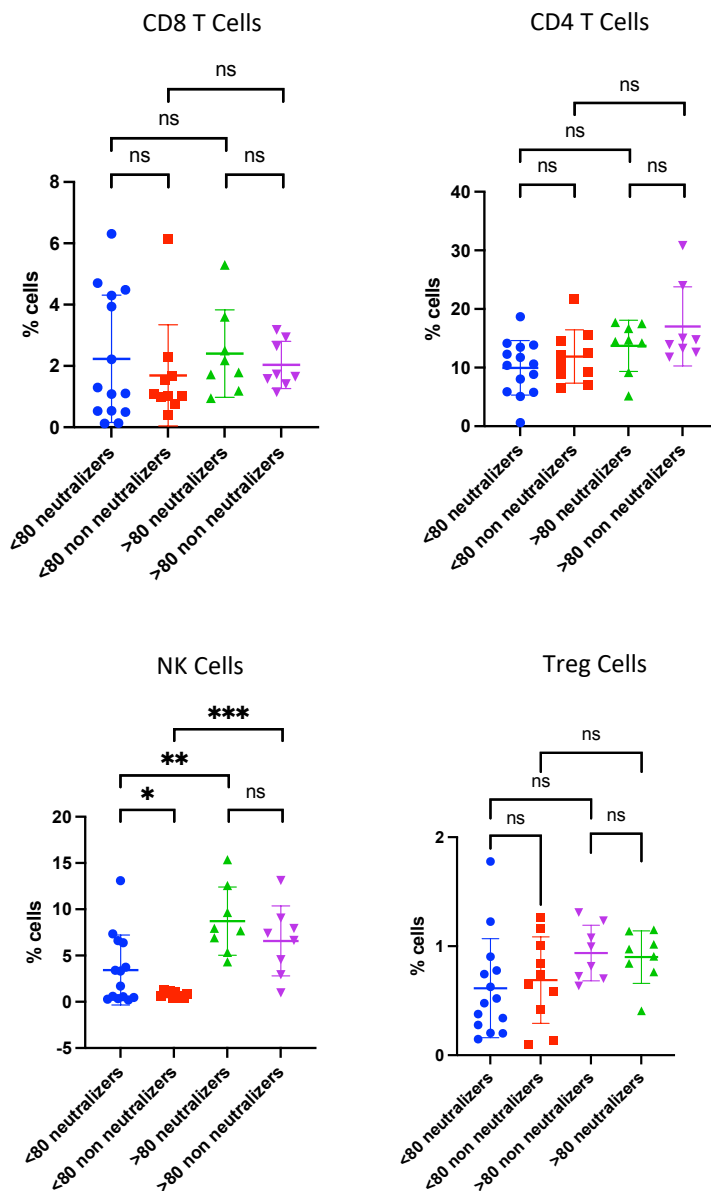 CD8 T Cells
ns
ns
ns
ns
8
6
4
2
0
% cells
<80 neutralizers
<80 non neutralizers
>80 neutralizers
>80 non neutralizers
CD4 T Cells
ns
ns
ns
ns
40
30
20
10
0
% cells
<80 neutralizers
<80 non neutralizers
>80 neutralizers
>80 non neutralizers
NK Cells
***
**
*
ns
20
15
10
5
0
-5
% cells
<80 neutralizers
<80 non neutralizers
>80 neutralizers
>80 non neutralizers
Treg Cells
ns
ns
ns
ns
2
1
0
% cells
<80 neutralizers
<80 non neutralizers
>80 non neutralizers
>80 neutralizers